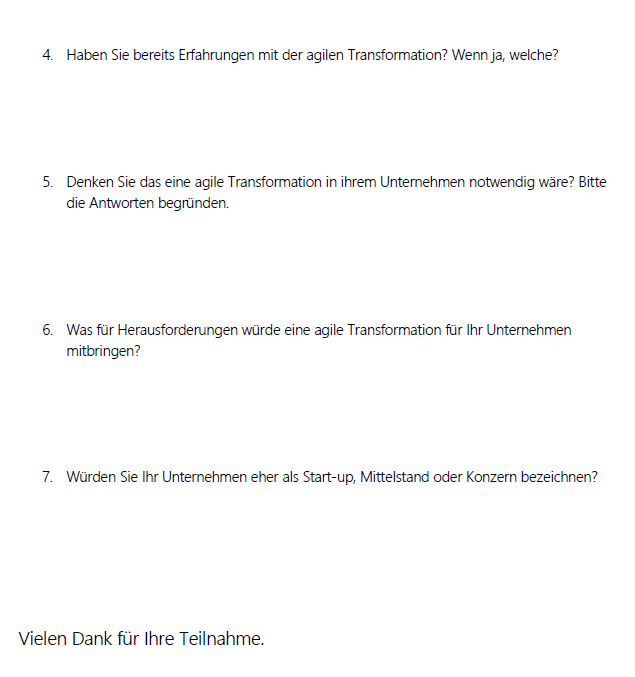 4. Haben Sie bereits Erfahrungen mit der agilen Transformation? Wenn ja, welche?
5. Denken Sie das eine agile Transformation in ihrem Unternehmen notwendig wäre? Bitte
die Antworten begründen.
6. Was für Herausforderungen würde eine agile Transformation für Ihr Unternehmen
mitbringen?
7. Würden Sie Ihr Unternehmen eher als Start-up, Mittelstand oder Konzern bezeichnen?
Vielen Dank für Ihre Teilnahme.